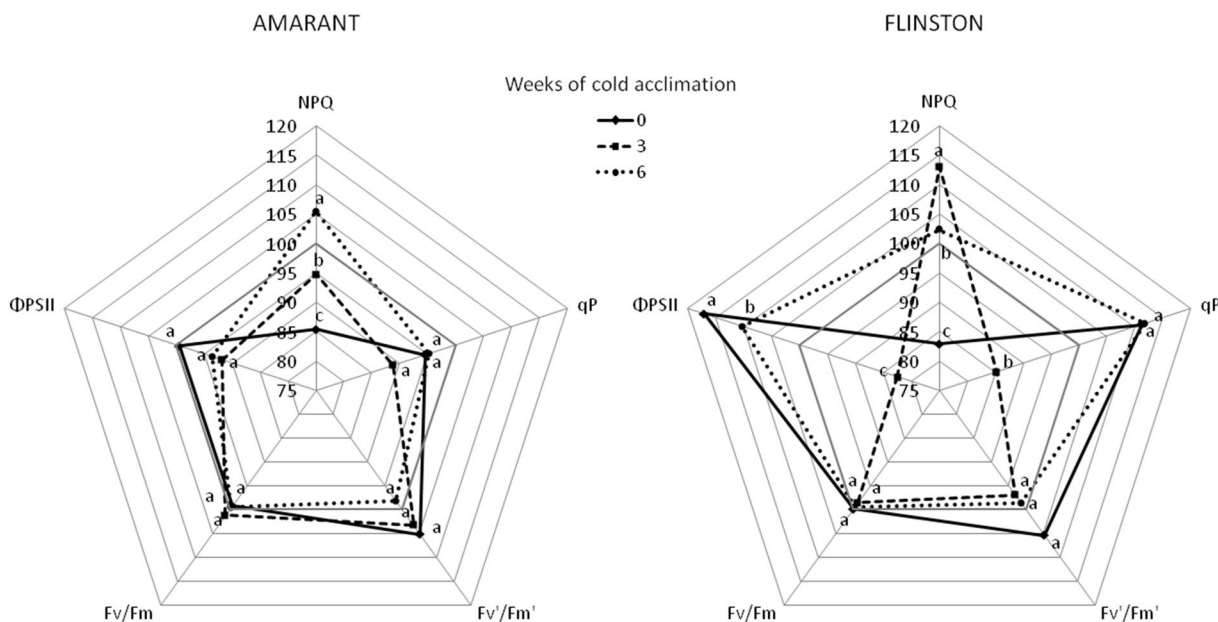 AMARANT
FLINSTON
Weeks of cold acclimation
0
3
6
NPQ
120
115
110
105
100
95
90
85
80
75
a
b
c
qP
a
a
a
Fv'/Fm'
a
a
a
Fv/Fm
a
a
a
ΦPSII
a
a
a
NPQ
120
115
110
105
100
95
90
85
80
75
a
b
c
qP
a
a
b
Fv'/Fm'
a
a
a
Fv/Fm
a
a
a
ΦPSII
a
b
c